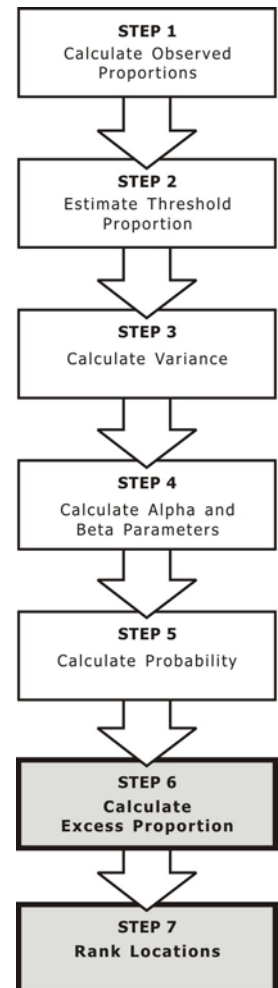 STEP 1
Calculate Observed
Proportions
STEP 2
Estimate Threshold
Proportion
STEP 3
Calculate Variance
STEP 4
Calculate Alpha and
Beta Parameters
STEP 5
Calculate Probability
STEP 6
Calculate
Excess Proportion
STEP 7
Rank Locations